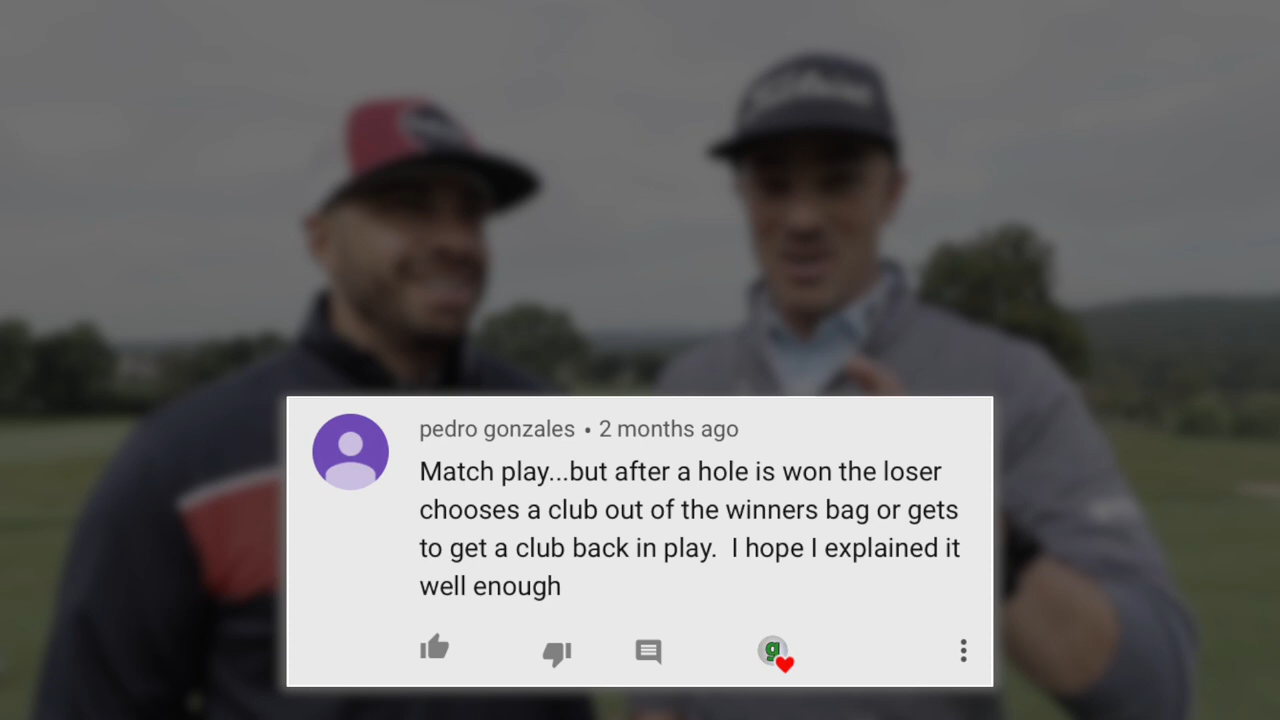 pedro gonzales • 2 months ago
Match play...but after a hole is won the loser
chooses a club out of the winners bag or gets
to get a club back in play.  I hope I explained it
well enough
g